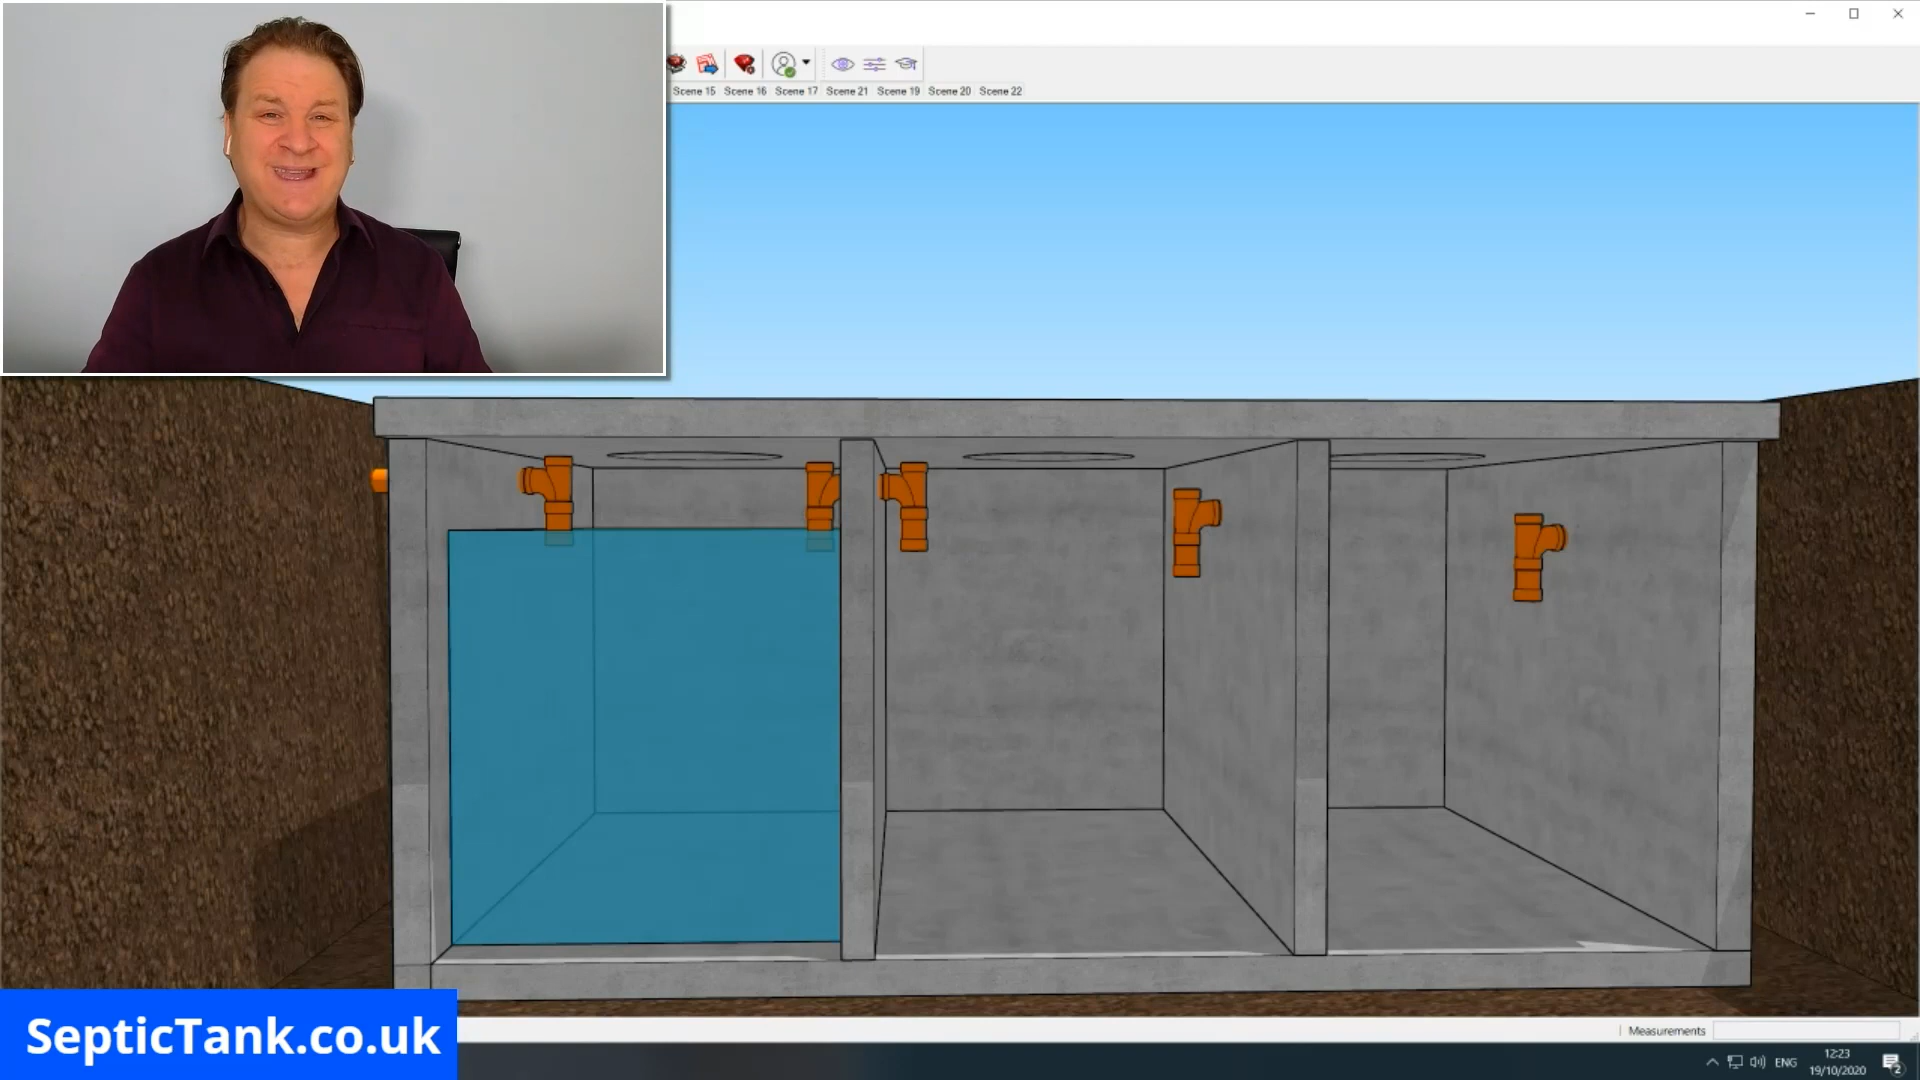 Scene 15 Scene 16 Scene 17 Scene 21 Scene 19 Scene 20 Scene 22
SepticTank.co.uk
Measurements
ENG
12:23
19/10/2020
2